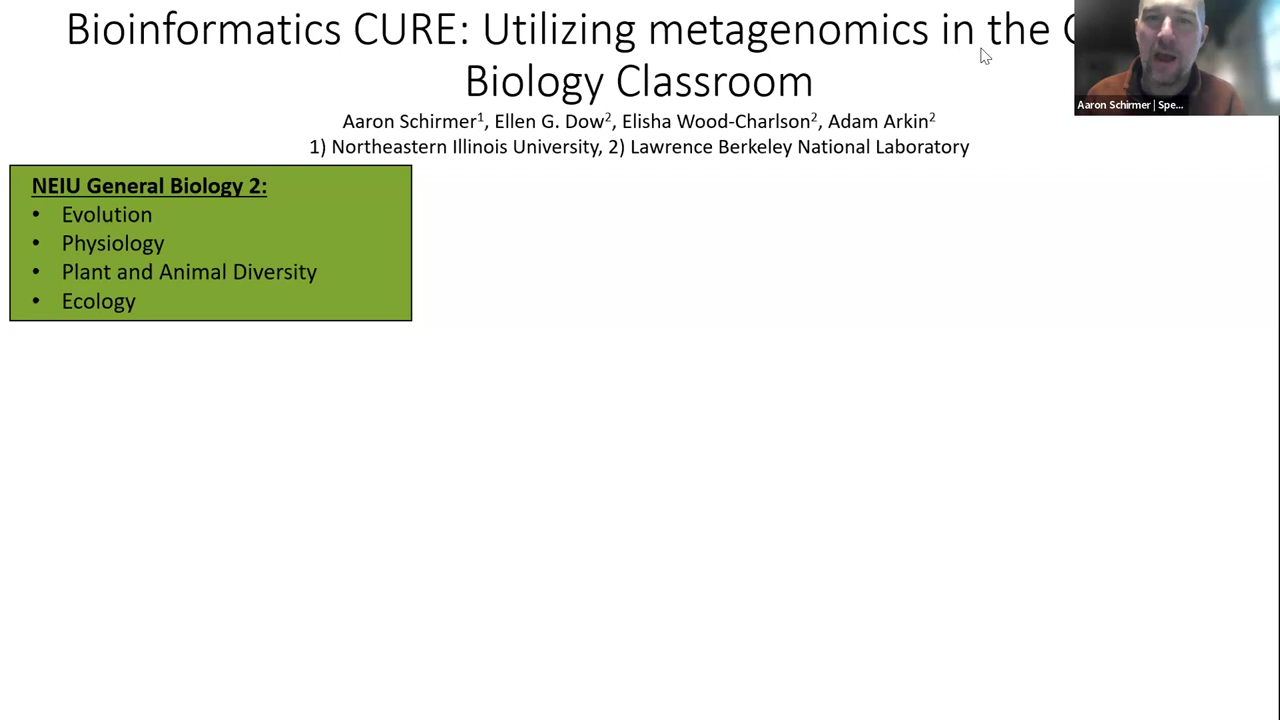 Bioinformatics CURE: Utilizing metagenomics in the
Biology Classroom
Aaron Schirmer¹, Ellen G. Dow², Elisha Wood-Charlson², Adam Arkin²
1) Northeastern Illinois University, 2) Lawrence Berkeley National Laboratory
Aaron Schirmer | Spe...
NEIU General Biology 2:
• Evolution
• Physiology
• Plant and Animal Diversity
• Ecology